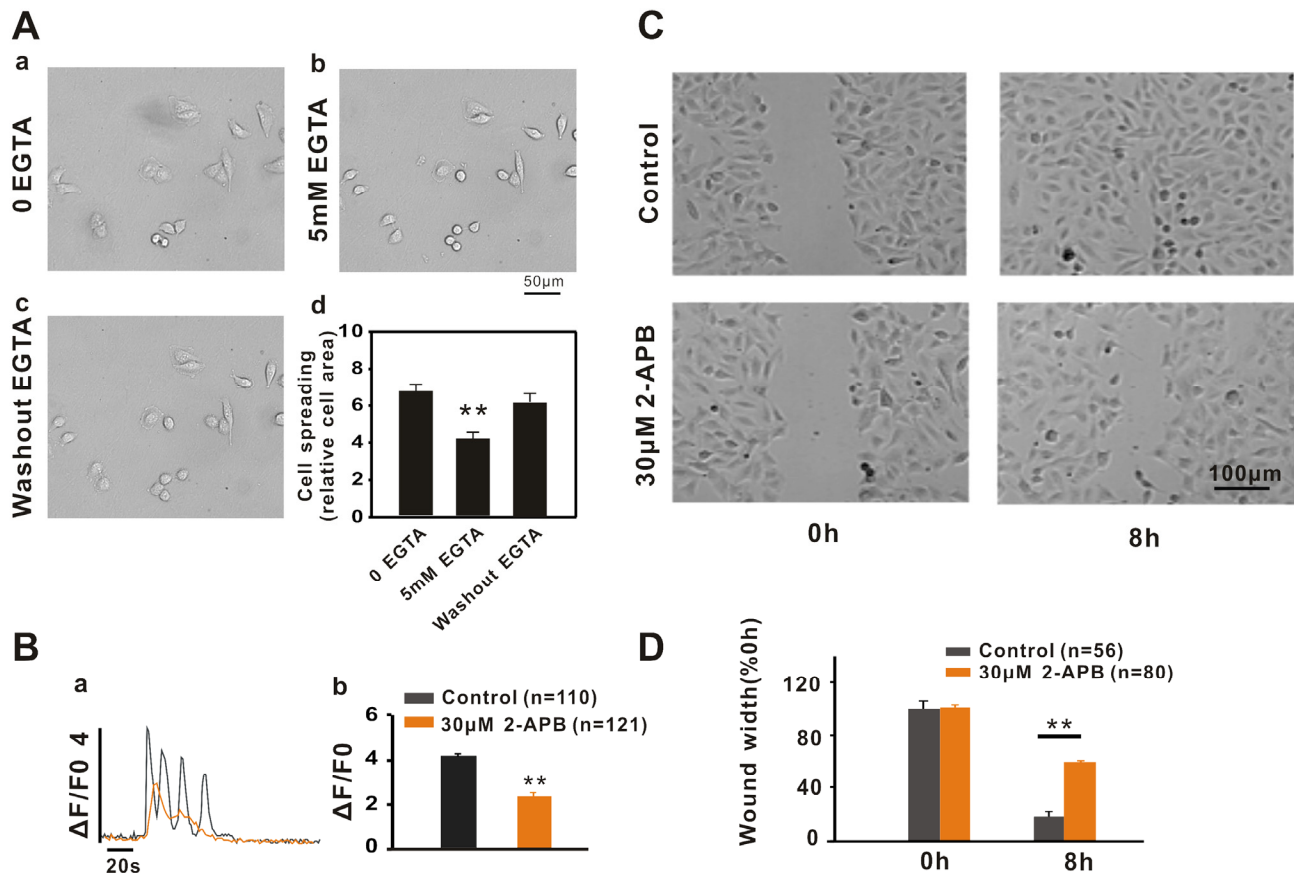 A
a
0 EGTA
b
5mM EGTA
50µm
c
Washout EGTA
d
Cell spreading
(relative cell area)
10
8
6
4
2
0
0 EGTA
5mM EGTA
Washout EGTA
**
B
a
ΔF/F0 4
20s
b
Control (n=110)
30µM 2-APB (n=121)
ΔF/F0
6
4
2
0
**
C
Control
30µM 2-APB
100µm
0h
8h
D
Control (n=56)
30µM 2-APB (n=80)
Wound width(%0h)
120
80
40
0
**
0h
8h